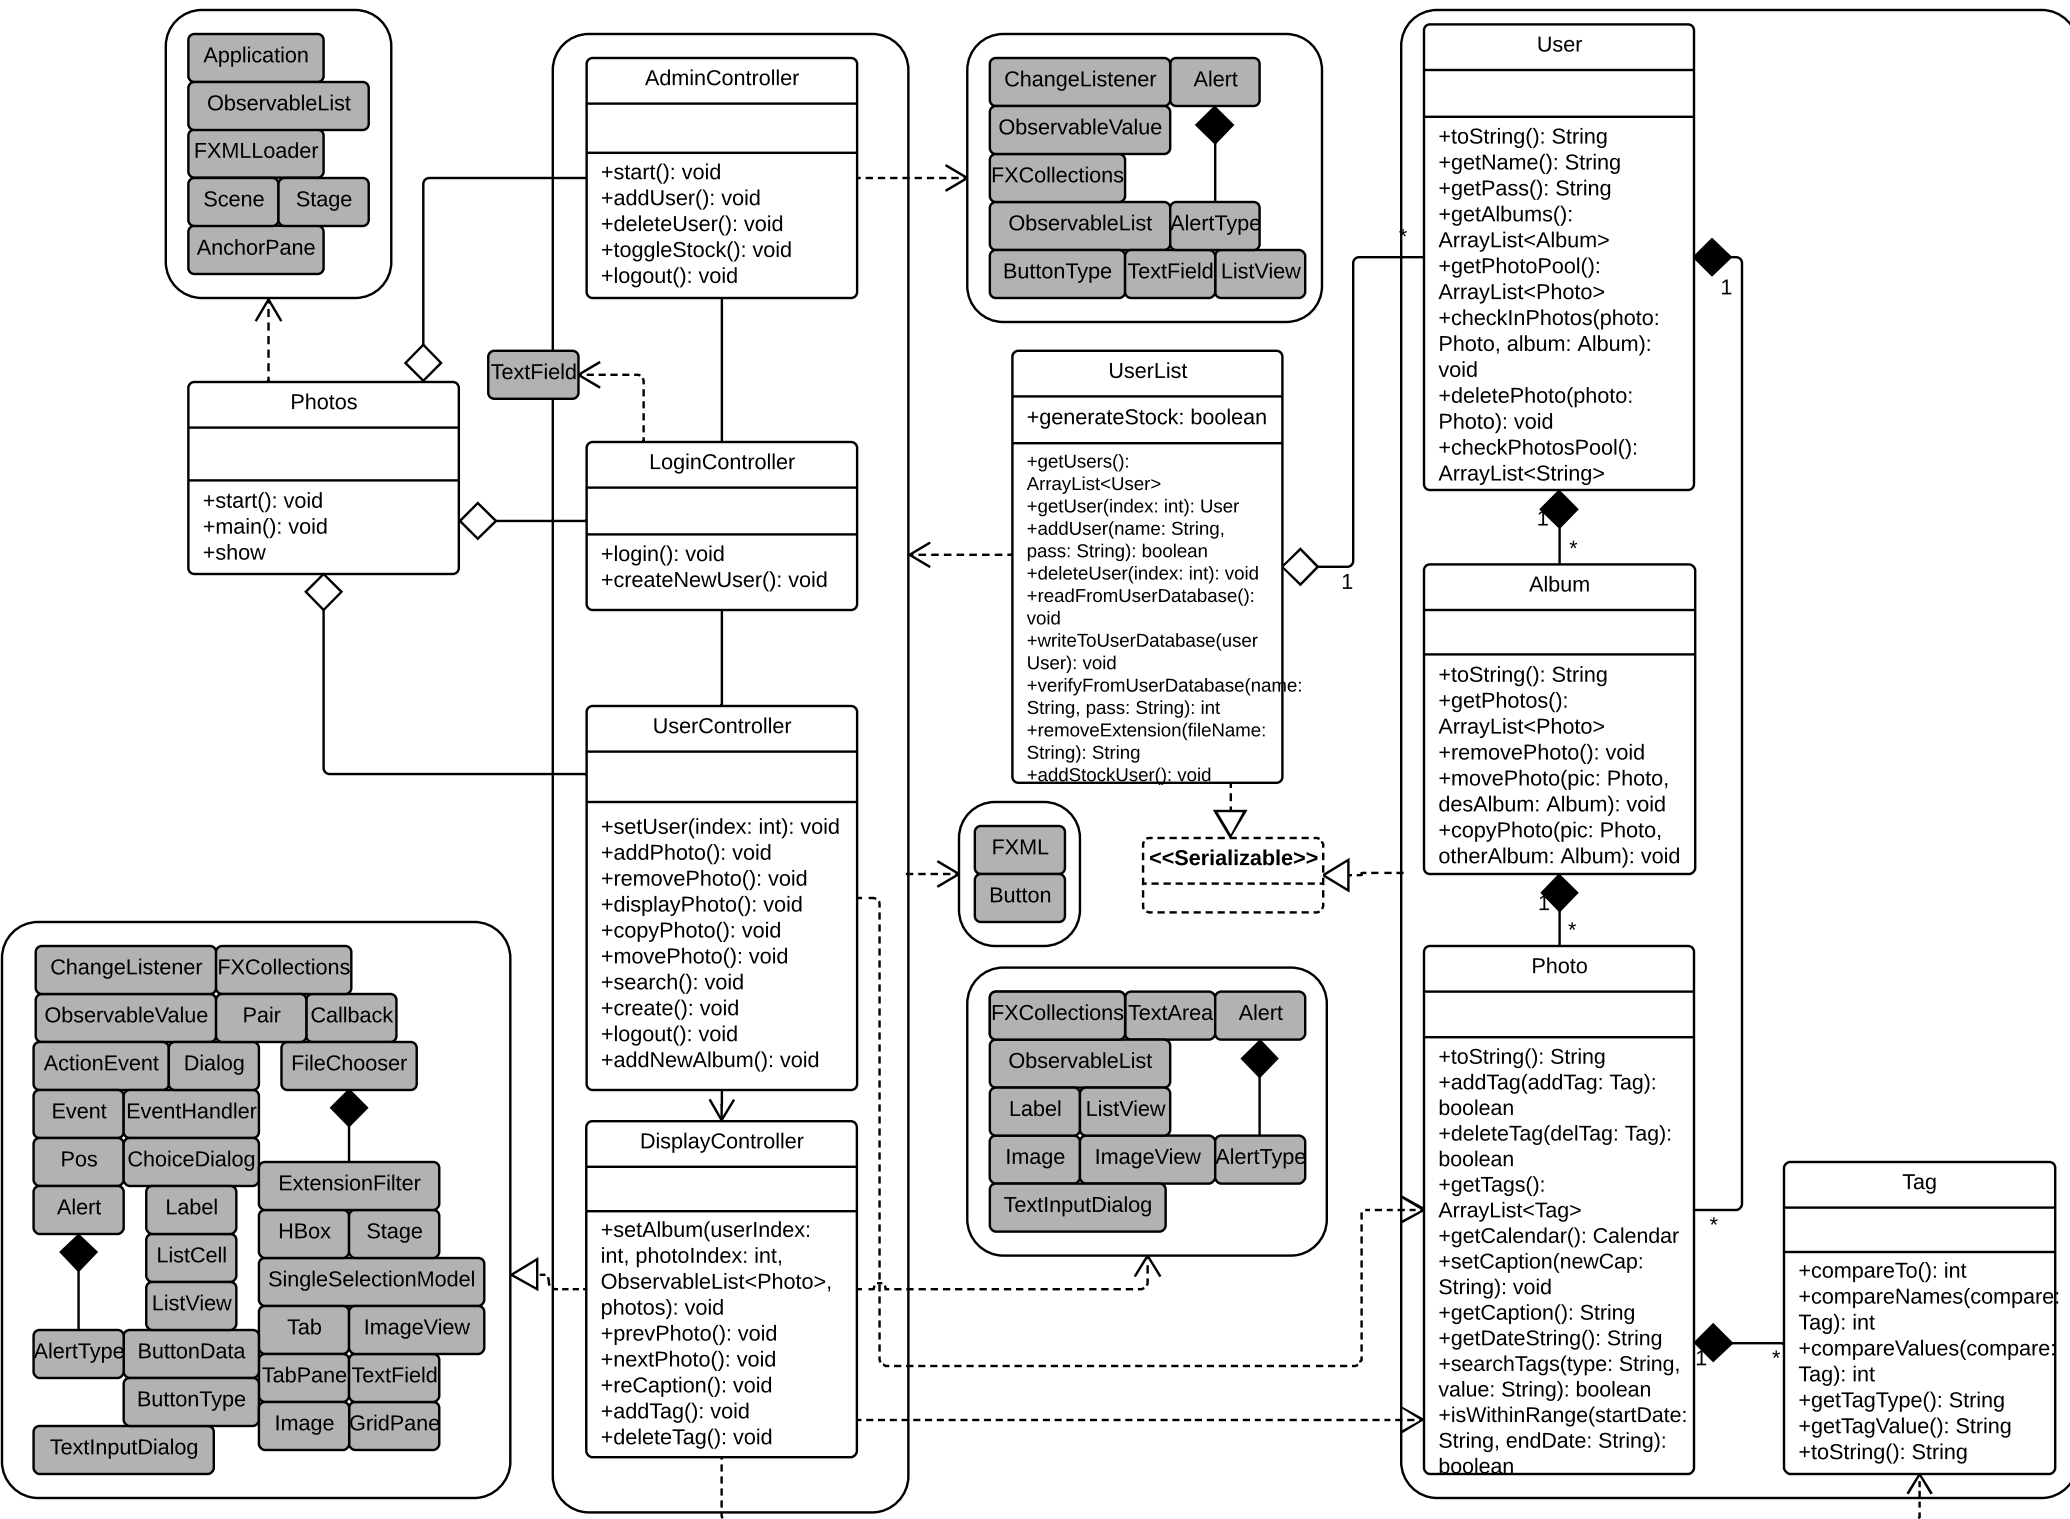 Application
ObservableList
FXMLLoader
Scene
Stage
AnchorPane
Photos
+start(): void
+main(): void
+show
AdminController
+start(): void
+addUser(): void
+deleteUser(): void
+toggleStock(): void
+logout(): void
TextField
LoginController
+login(): void
+createNewUser(): void
UserController
+setUser(index: int): void
+addPhoto(): void
+removePhoto(): void
+displayPhoto(): void
+copyPhoto(): void
+movePhoto(): void
+search(): void
+create(): void
+logout(): void
+addNewAlbum(): void
DisplayController
+setAlbum(userIndex:
int, photoIndex: int,
ObservableList<Photo>,
photos): void
+prevPhoto(): void
+nextPhoto(): void
+reCaption(): void
+addTag(): void
+deleteTag(): void
ChangeListener
FXCollections
ObservableValue
Pair
Callback
ActionEvent
Dialog
FileChooser
Event
EventHandler
Pos
ChoiceDialog
ExtensionFilter
Alert
Label
HBox
Stage
ListCell
SingleSelectionModel
ListView
Tab
ImageView
AlertType
ButtonData
TabPane
TextField
ButtonType
Image
GridPane
TextInputDialog
ChangeListener
Alert
ObservableValue
FXCollections
ObservableList
AlertType
ButtonType
TextField
ListView
UserList
+generateStock: boolean
+getUsers():
ArrayList<User>
+getUser(index: int): User
+addUser(name: String,
pass: String): boolean
+deleteUser(index: int): void
+readFromUserDatabase():
void
+writeToUserDatabase(user
User): void
+verifyFromUserDatabase(name:
String, pass: String): int
+removeExtension(fileName:
String): String
+addStockUser(): void
1
*
FXML
Button
<<Serializable>>
FXCollections
TextArea
Alert
ObservableList
Label
ListView
Image
ImageView
AlertType
TextInputDialog
User
+toString(): String
+getName(): String
+getPass(): String
+getAlbums():
ArrayList<Album>
+getPhotoPool():
ArrayList<Photo>
+checkInPhotos(photo:
Photo, album: Album):
void
+deletePhoto(photo:
Photo): void
+checkPhotosPool():
ArrayList<String>
1
1
*
Album
+toString(): String
+getPhotos():
ArrayList<Photo>
+removePhoto(): void
+movePhoto(pic: Photo,
desAlbum: Album): void
+copyPhoto(pic: Photo,
otherAlbum: Album): void
1
*
Photo
+toString(): String
+addTag(addTag: Tag):
boolean
+deleteTag(delTag: Tag):
boolean
+getTags():
ArrayList<Tag>
+getCalendar(): Calendar
+setCaption(newCap:
String): void
+getCaption(): String
+getDateString(): String
+searchTags(type: String,
value: String): boolean
+isWithinRange(startDate:
String, endDate: String):
boolean
*
1
*
Tag
+compareTo(): int
+compareNames(compare:
Tag): int
+compareValues(compare:
Tag): int
+getTagType(): String
+getTagValue(): String
+toString(): String